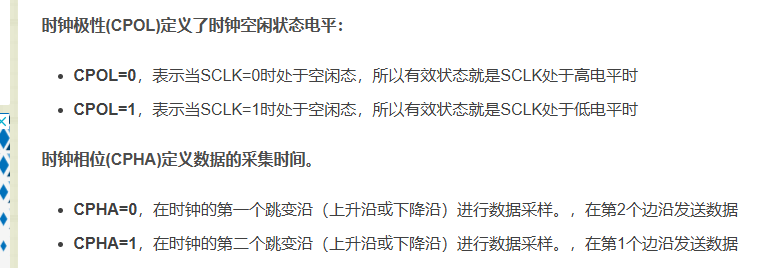 时钟极性(CPOL)定义了时钟空闲状态电平：
CPOL=0，表示当SCLK=0时处于空闲态，所以有效状态就是SCLK处于高电平时
CPOL=1，表示当SCLK=1时处于空闲态，所以有效状态就是SCLK处于低电平时
时钟相位(CPHA)定义数据的采集时间。
CPHA=0，在时钟的第一个跳变沿（上升沿或下降沿）进行数据采样。，在第2个边沿发送数据
CPHA=1，在时钟的第二个跳变沿（上升沿或下降沿）进行数据采样。，在第1个边沿发送数据